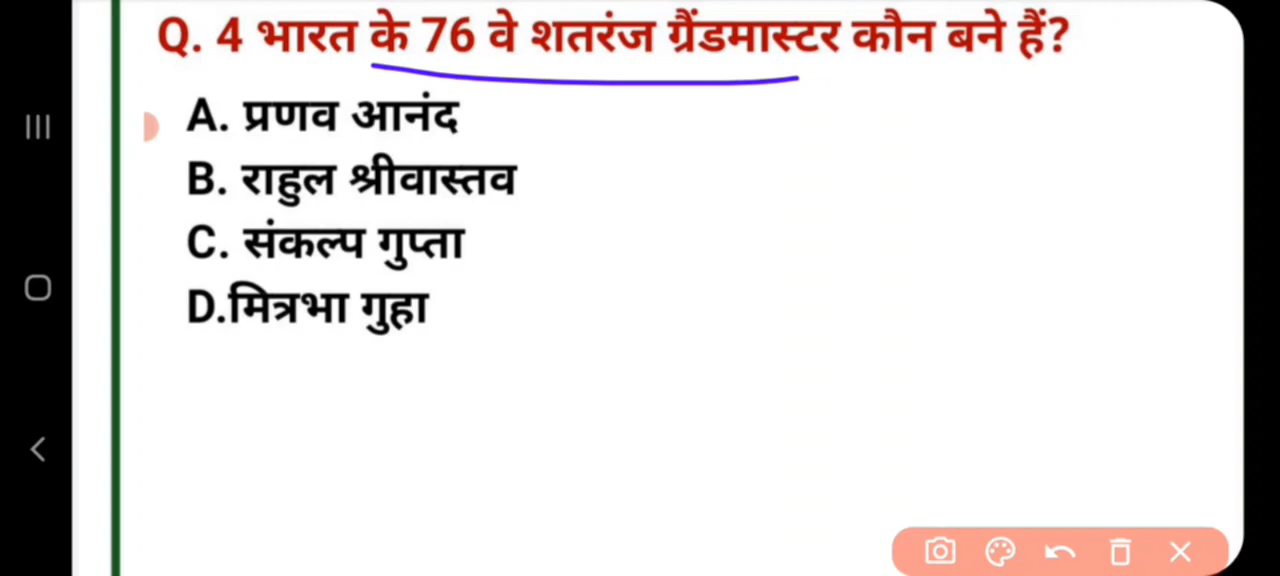 Q. 4 भारत के 76 वे शतरंज ग्रैंडमास्टर कौन बने हैं?
A. प्रणव आनंद
B. राहुल श्रीवास्तव
C. संकल्प गुप्ता
D.मित्रभा गुहा